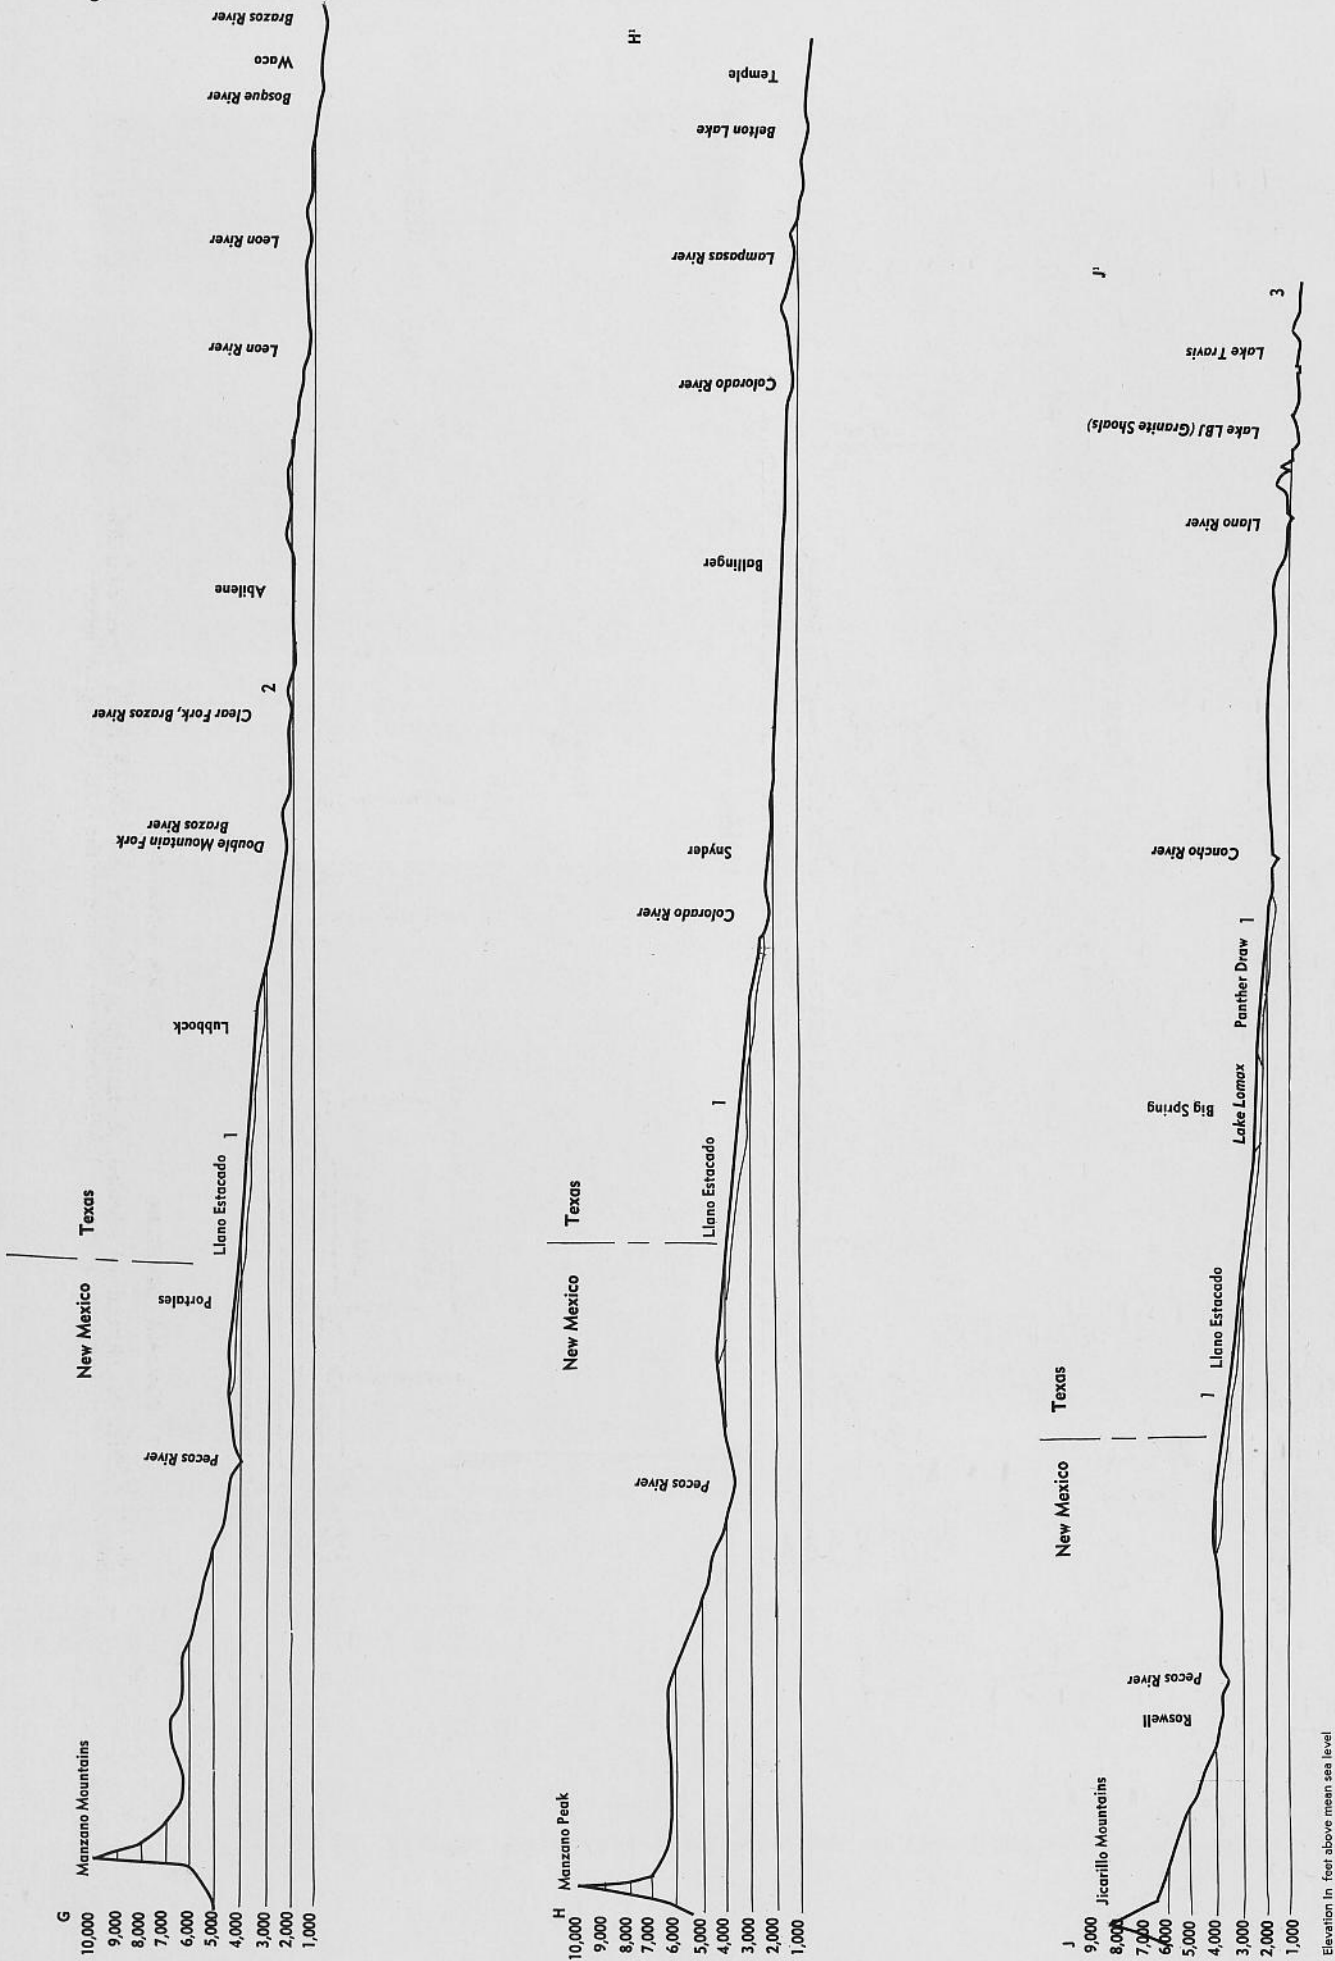 G
10,000
9,000
8,000
7,000
6,000
5,000
4,000
3,000
2,000
1,000
Manzano Mountains
Pecos River
Portales
New Mexico
Texas
Llano Estacado
1
Lubbock
Double Mountain Fork
Brazos River
Clear Fork, Brazos River
2
Abilene
Leon River
Leon River
Bosque River
Waco
Brazos River
H
10,000
9,000
8,000
7,000
6,000
5,000
4,000
3,000
2,000
1,000
Manzano Peak
Pecos River
New Mexico
Texas
Llano Estacado
1
Colorado River
Snyder
Ballinger
Colorado River
Lampasas River
Belton Lake
Temple
H¹
J
9,000
8,000
7,000
6,000
5,000
4,000
3,000
2,000
1,000
Jicarillo Mountains
Roswell
Pecos River
New Mexico
Texas
1
Llano Estacado
Big Spring
Lake Lomax
Panther Draw
1
Concho River
Llano River
Lake LBJ (Granite Shoals)
Lake Travis
3
J¹
Elevation in feet above mean sea level